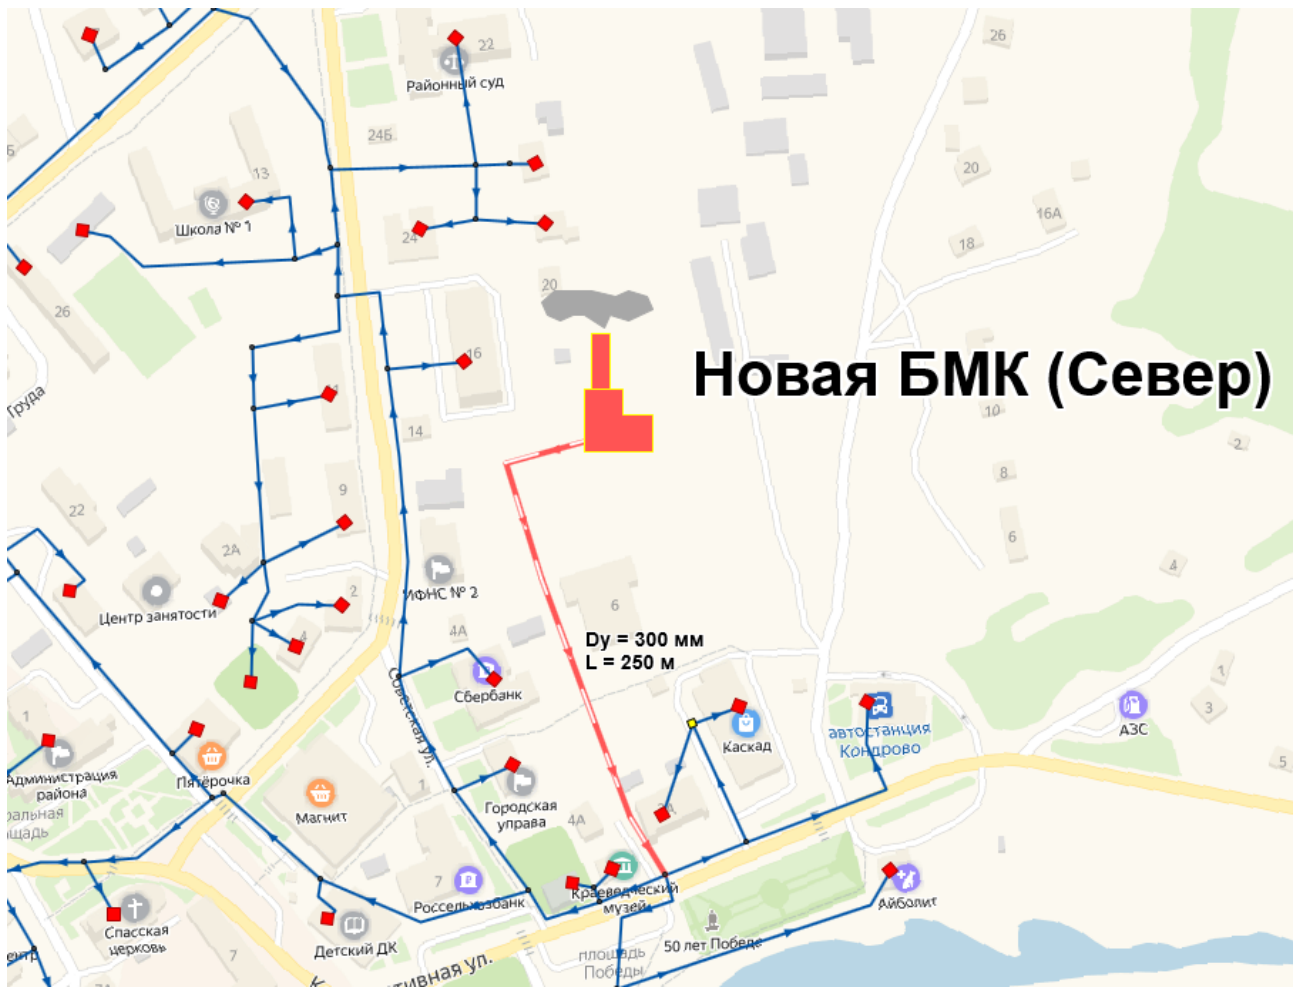 22
26
Районный суд
24Б
13
20
16А
Школа № 1
24
18
20
26
16
Новая БМК (Север)
Труда
10
14
2
8
9
22
6
2А
4
ИФНС № 2
2
6
Центр занятости
4А
4
Dу = 300 мм
L = 250 м
1
Сбербанк
3
Советская ул.
1
АЗС
Каскад
автостанция
Кондрово
5
Администрация
района
Пятёрочка
1
Магнит
Городская
управа
4А
7
Россельхозбанк
Краеведческий
музей
Айболит
Спасская
церковь
Детский ДК
50 лет Победе
площадь
Победы
7